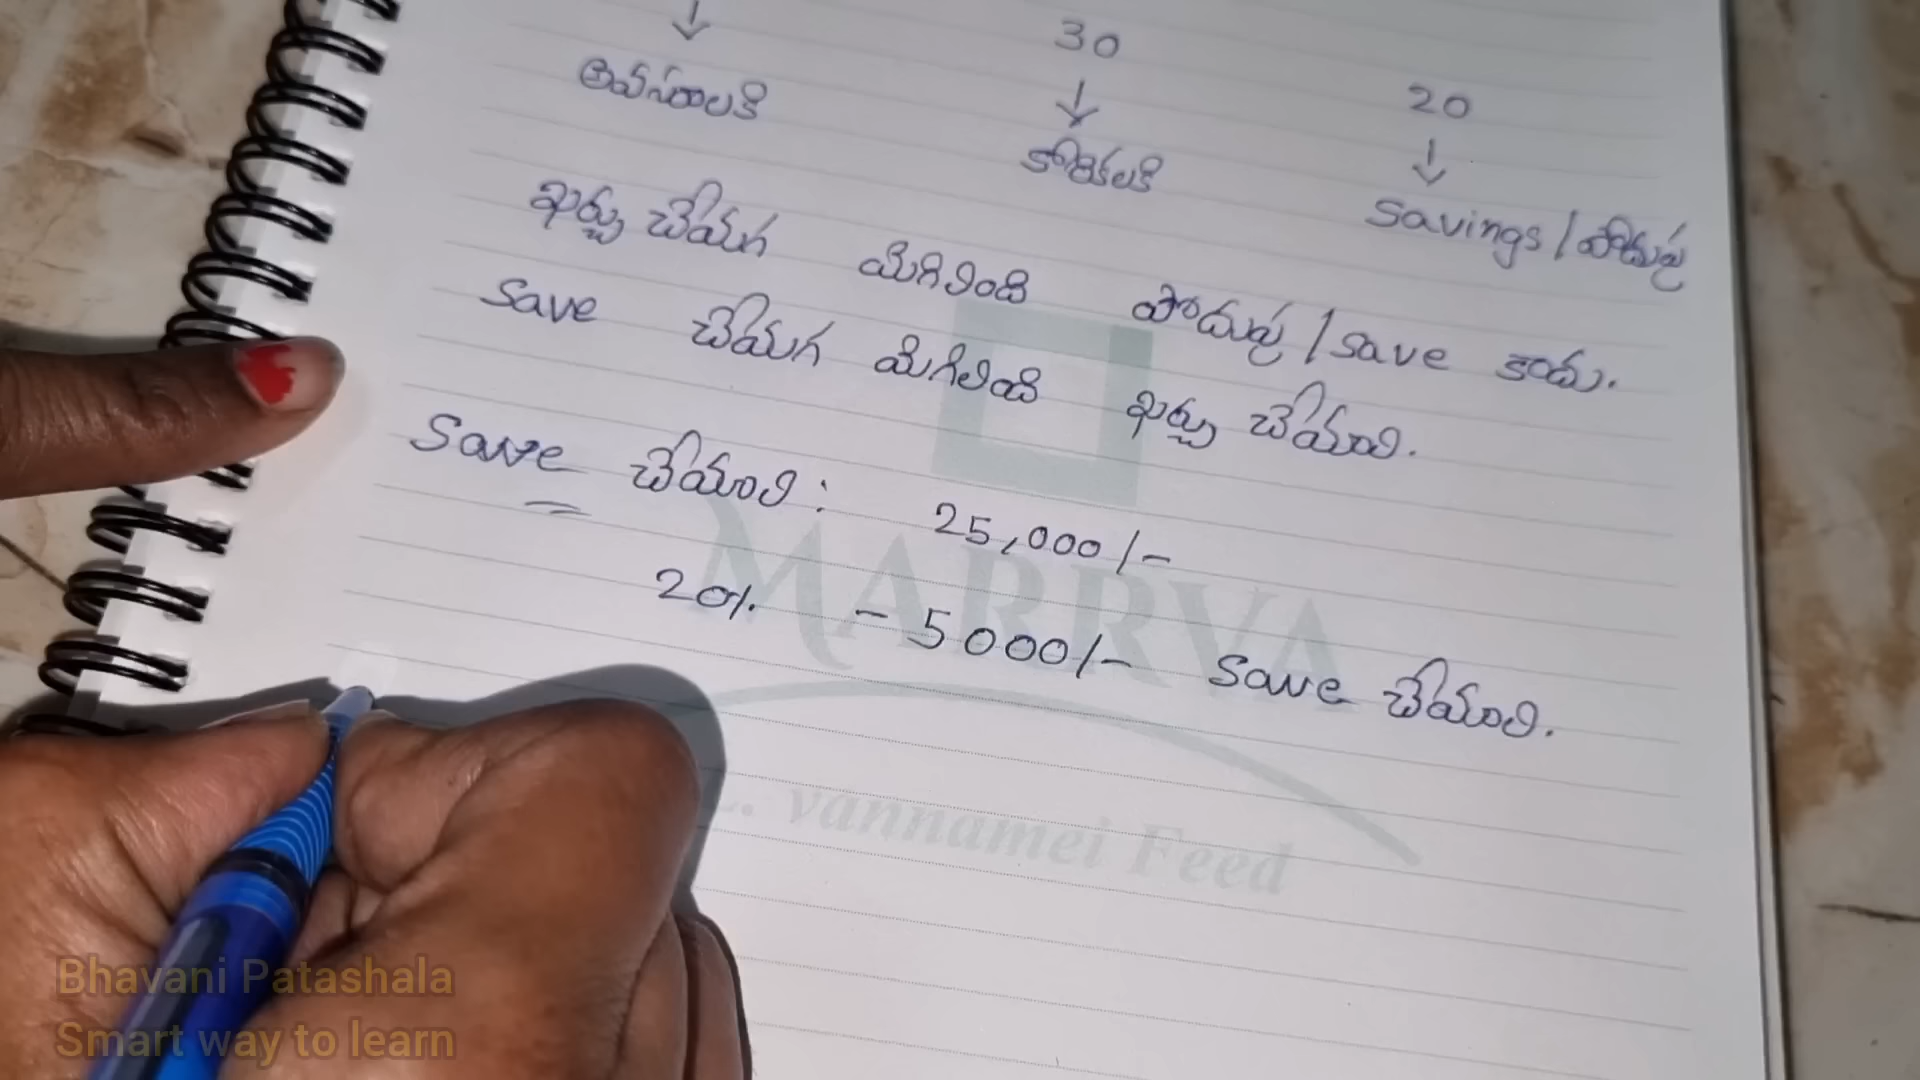 30
20
అవసరాలకి
కోరికలకి
savings / పొదుపు
ఖర్చు చేయగ మిగిలింది పొదుపు / save కాదు.
save చేయగ మిగిలింది ఖర్చు చేయాలి.
save చేయాలి : 25,000/-
20% - 5000/- save చేయాలి.
MARRVA
L. vannamei Feed
Bhavani Patashala
Smart way to learn